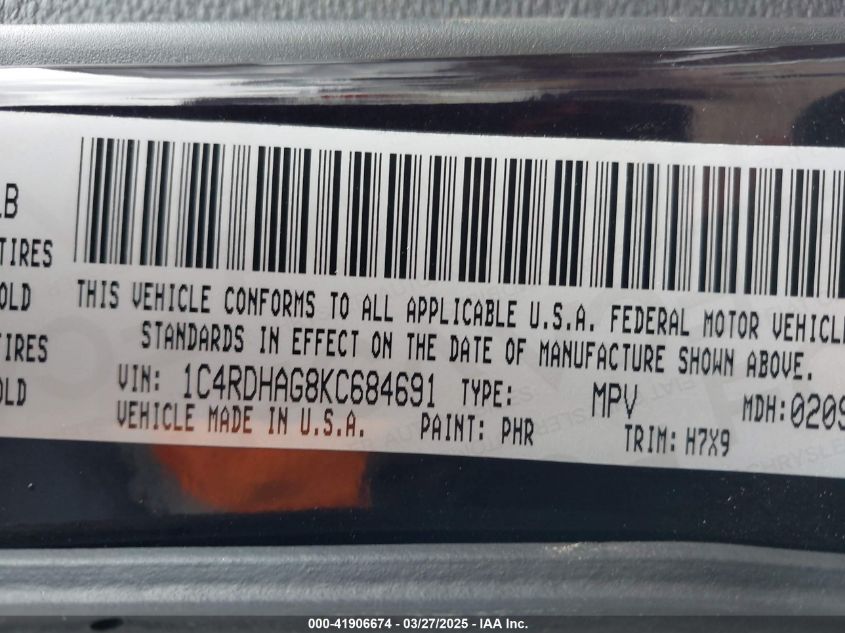 LB
TIRES
OLD
TIRES
OLD
THIS VEHICLE CONFORMS TO ALL APPLICABLE U.S.A. FEDERAL MOTOR VEHICLE
STANDARDS IN EFFECT ON THE DATE OF MANUFACTURE SHOWN ABOVE.
VIN: 1C4RDHAG8KC684691 TYPE: MPV MDH:0209
VEHICLE MADE IN U.S.A. PAINT: PHR TRIM: H7X9
000-41906674 / 03/27/2025 - IAA Inc.